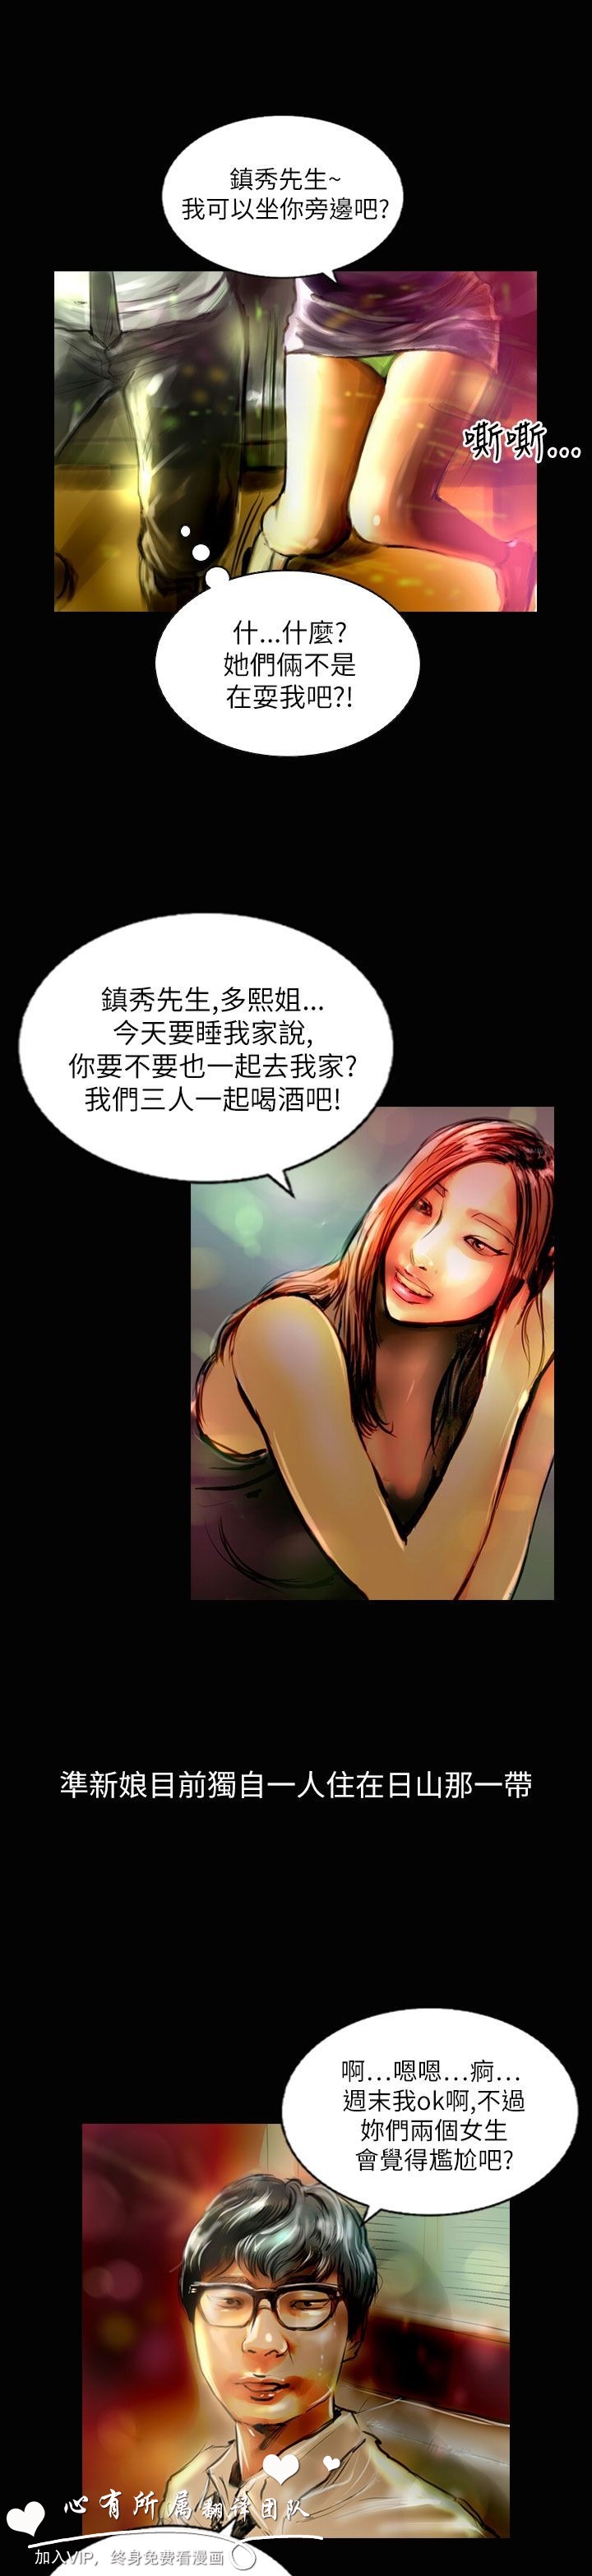 鎮秀先生~
我可以坐你旁邊吧?
嘶嘶...
什...什麼?
她們倆不是
在耍我吧?!
鎮秀先生,多熙姐...
今天要睡我家說,
你要不要也一起去我家?
我們三人一起喝酒吧!
準新娘目前獨自一人住在日山那一帶
啊...嗯嗯...痾...
週末我ok啊,不過
妳們兩個女生
會覺得尷尬吧?
心有所属翻译团队
加入VIP, 终身免费看漫画